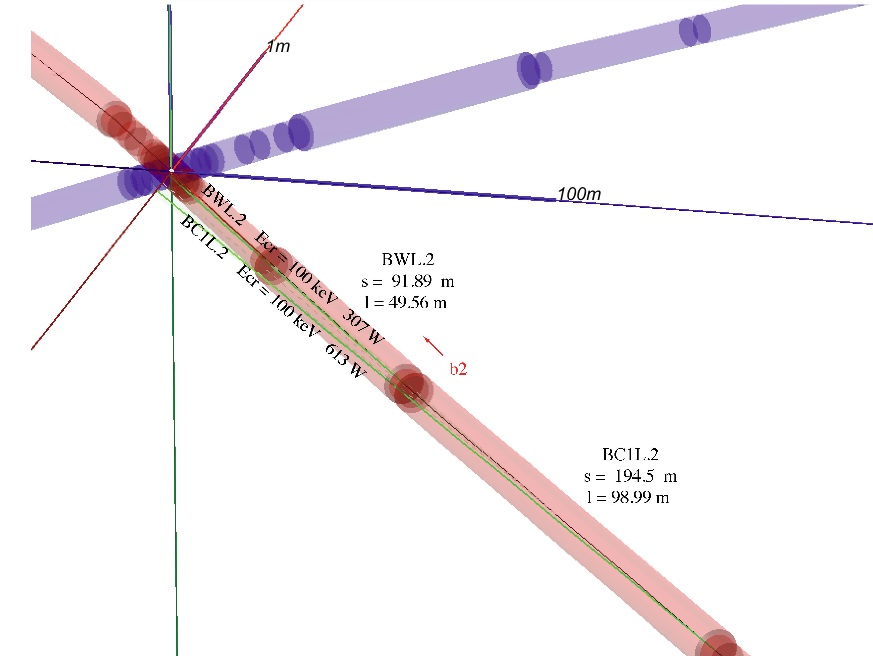 1m
100m
BWL.2 Ecr = 100 keV 307 W
BC1L.2 Ecr = 100 keV 613 W
BWL.2
s = 91.89 m
l = 49.56 m
b2
BC1L.2
s = 194.5 m
l = 98.99 m